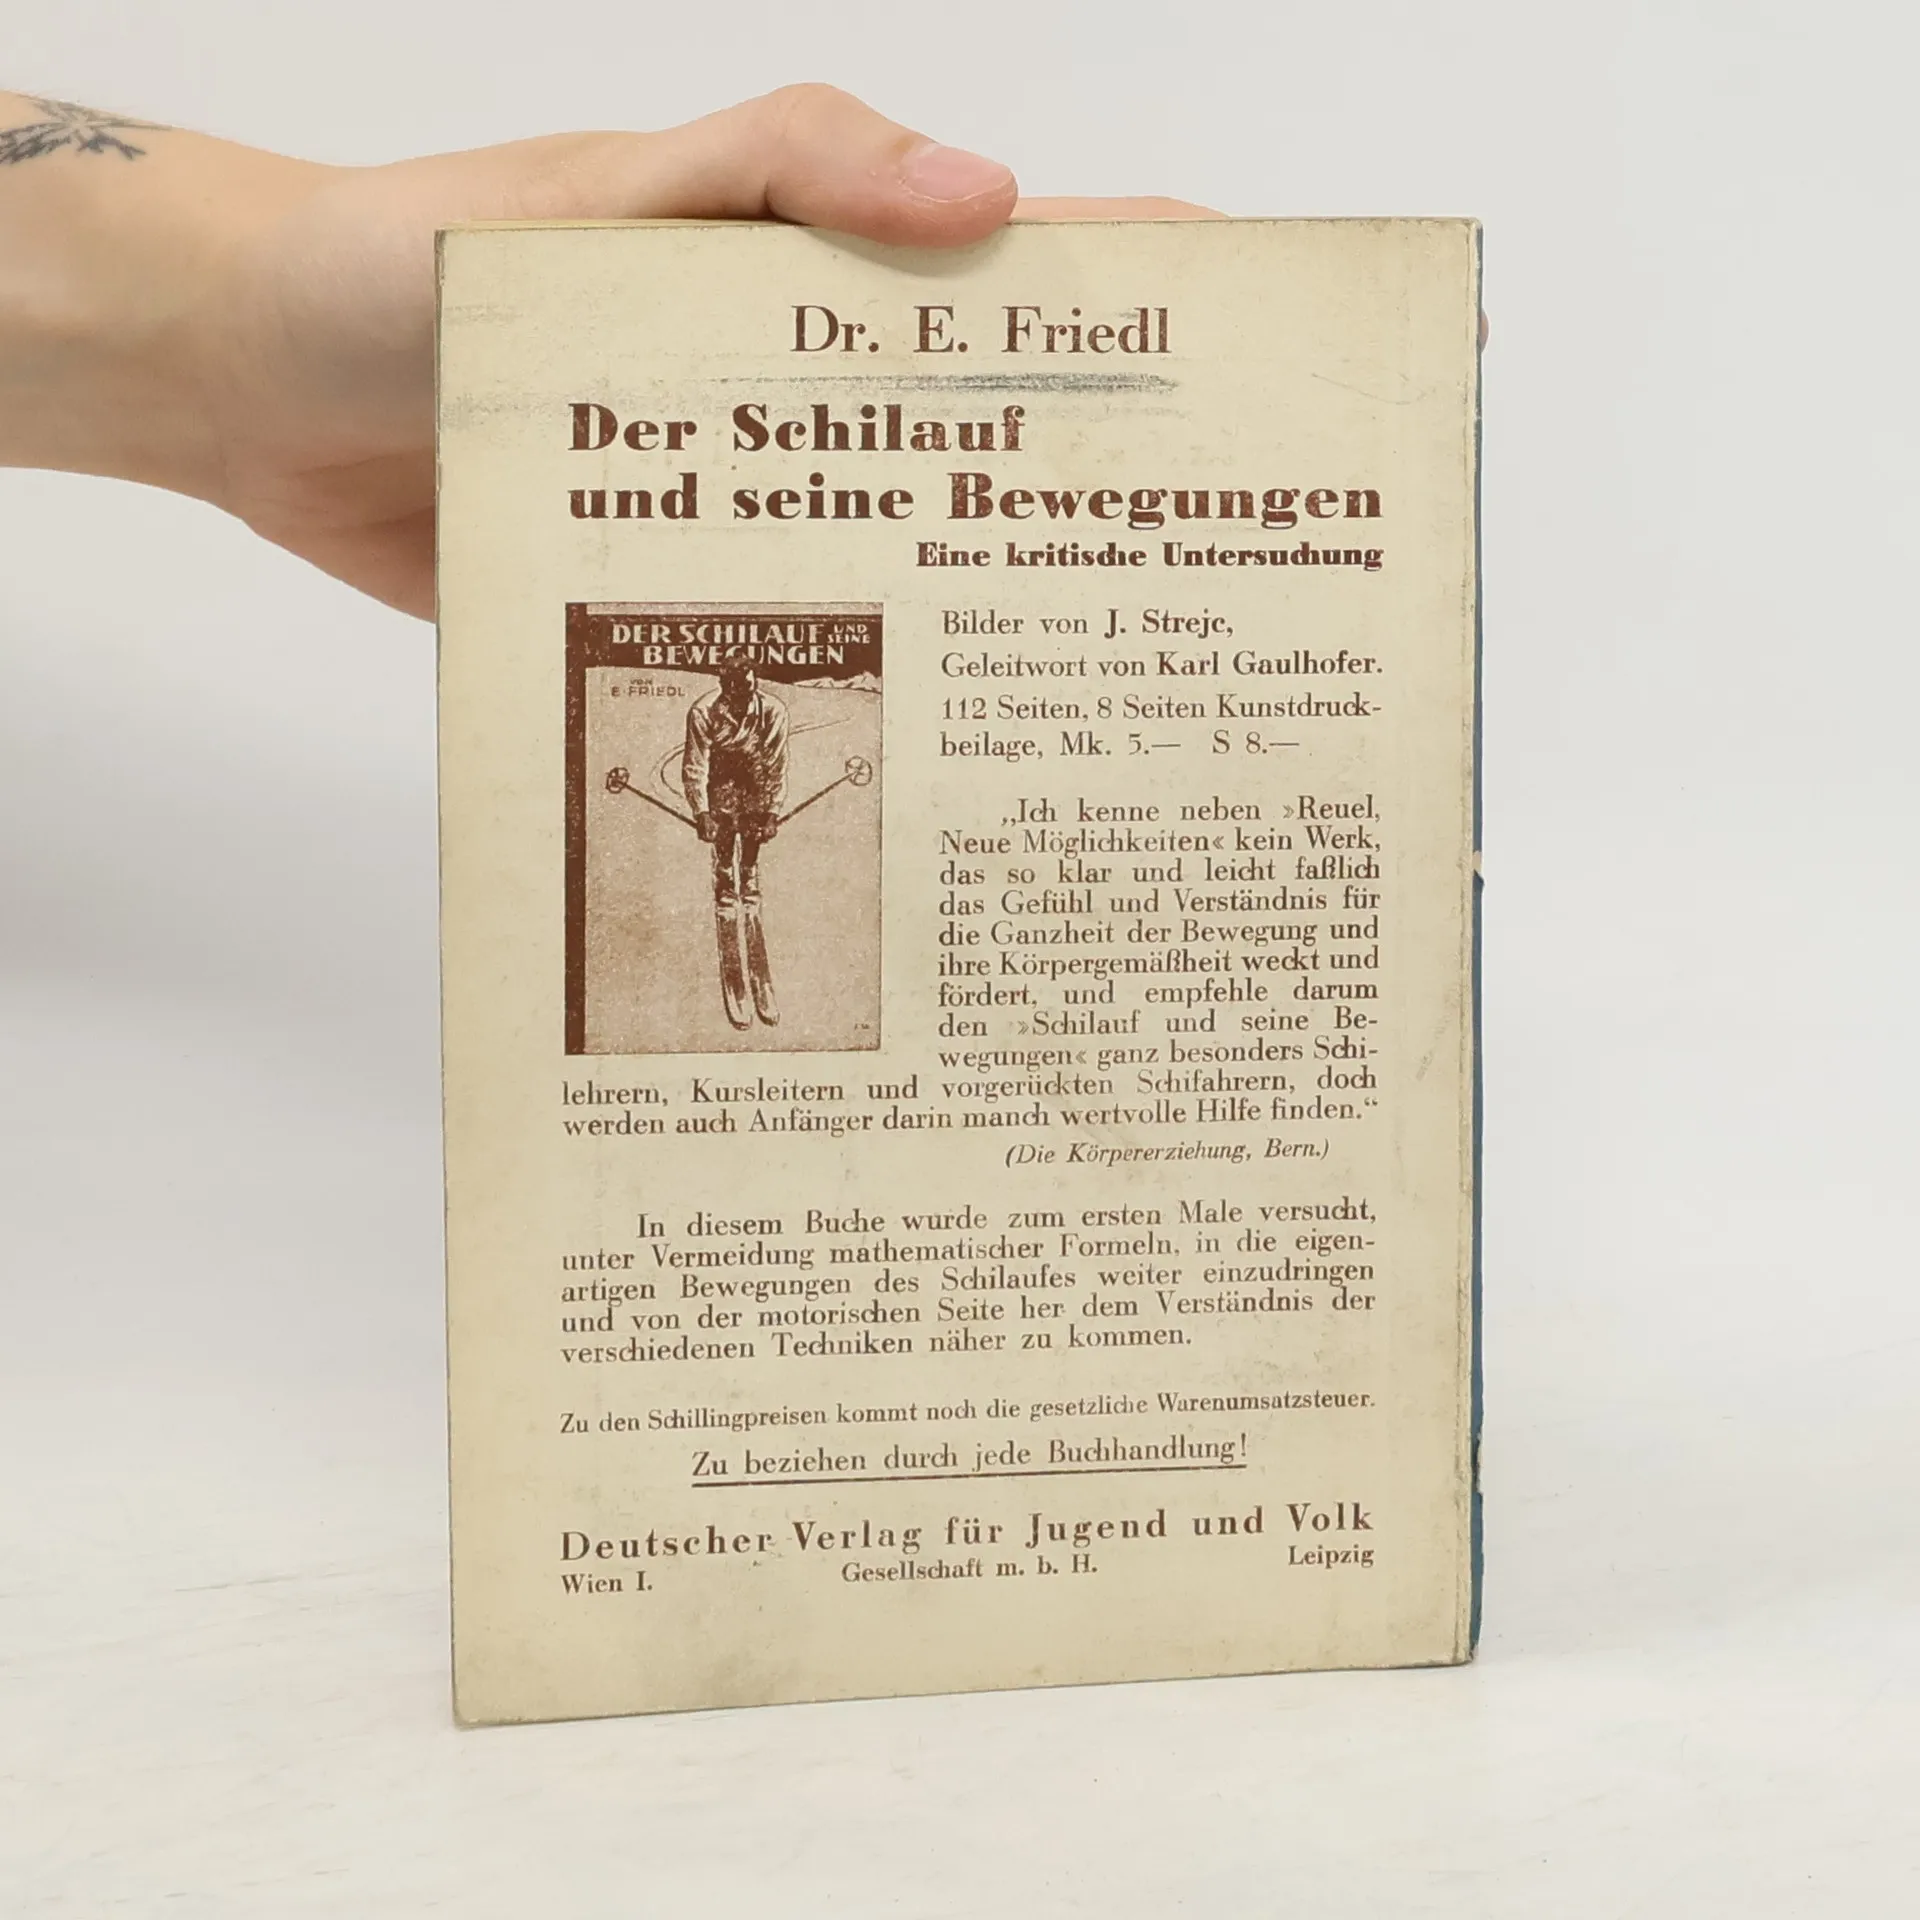 Dr. E. Friedl
Der Schilauf
und seine Bewegungen
Eine kritische Untersuchung
DER SCHILAUF UND SEINE
BEWEGUNGEN
VON
E. FRIEDL
Bilder von J. Strejc,
Geleitwort von Karl Gaulhofer.
112 Seiten, 8 Seiten Kunstdruck-
beilage, Mk. 5.— S 8.—
„Ich kenne neben »Reuel,
Neue Möglichkeiten« kein Werk,
das so klar und leicht faßlich
das Gefühl und Verständnis für
die Ganzheit der Bewegung und
ihre Körpergemäßheit weckt und
fördert, und empfehle darum
den »Schilauf und seine Be-
wegungen« ganz besonders Schi-
lehrern, Kursleitern und vorgerückten Schifahrern, doch
werden auch Anfänger darin manch wertvolle Hilfe finden.“
(Die Körpererziehung, Bern.)
In diesem Buche wurde zum ersten Male versucht,
unter Vermeidung mathematischer Formeln, in die eigen-
artigen Bewegungen des Schilaufes weiter einzudringen
und von der motorischen Seite her dem Verständnis der
verschiedenen Techniken näher zu kommen.
Zu den Schillingpreisen kommt noch die gesetzliche Warenumsatzsteuer.
Zu beziehen durch jede Buchhandlung!
Deutscher Verlag für Jugend und Volk
Wien I. Gesellschaft m. b. H. Leipzig